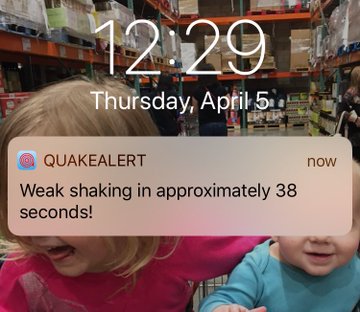 12:29
Thursday, April 5
QUAKEALERT
now
Weak shaking in approximately 38
seconds!